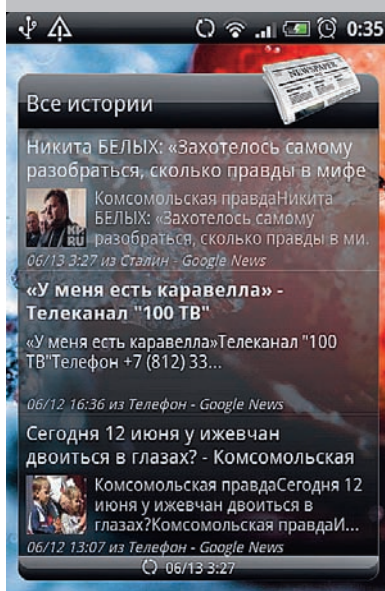 0:35
NEWSPAPER
Все истории
Никита БЕЛЫХ: «Захотелось самому
разобраться, сколько правды в мифе
Комсомольская правдаНикита
БЕЛЫХ: «Захотелось самому
разобраться, сколько правды в ми.
KP
RU
06/13 3:27 из Сталин - Google News
«У меня есть каравелла» -
Телеканал "100 ТВ"
«У меня есть каравелла»Телеканал "100
ТВ"Телефон +7 (812) 33...
06/12 16:36 из Телефон - Google News
Сегодня 12 июня у ижевчан
двоиться в глазах? - Комсомольская
Комсомольская правдаСегодня 12
июня у ижевчан двоиться в
глазах?Комсомольская правдаИ...
06/12 13:07 из Телефон - Google News
06/13 3:27